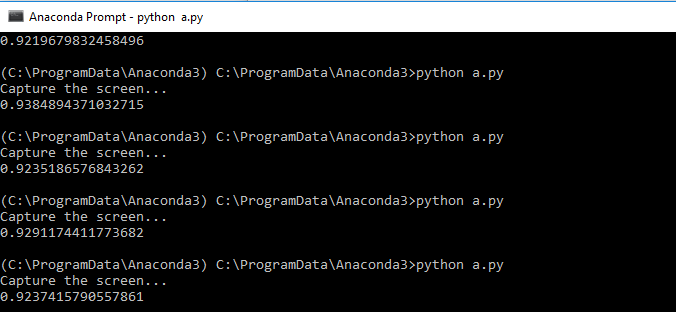 Anaconda Prompt - python a.py
0.9219679832458496
(C:\ProgramData\Anaconda3) C:\ProgramData\Anaconda3>python a.py
Capture the screen...
0.9384894371032715
(C:\ProgramData\Anaconda3) C:\ProgramData\Anaconda3>python a.py
Capture the screen...
0.9235186576843262
(C:\ProgramData\Anaconda3) C:\ProgramData\Anaconda3>python a.py
Capture the screen...
0.9291174411773682
(C:\ProgramData\Anaconda3) C:\ProgramData\Anaconda3>python a.py
Capture the screen...
0.9237415790557861